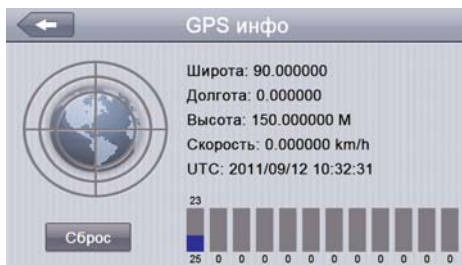 GPS инфо
Широта: 90.000000
Долгота: 0.000000
Высота: 150.000000 М
Скорость: 0.000000 km/h
UTC: 2011/09/12 10:32:31
23
Сброс
25 0 0 0 0 0 0 0 0 0 0 0